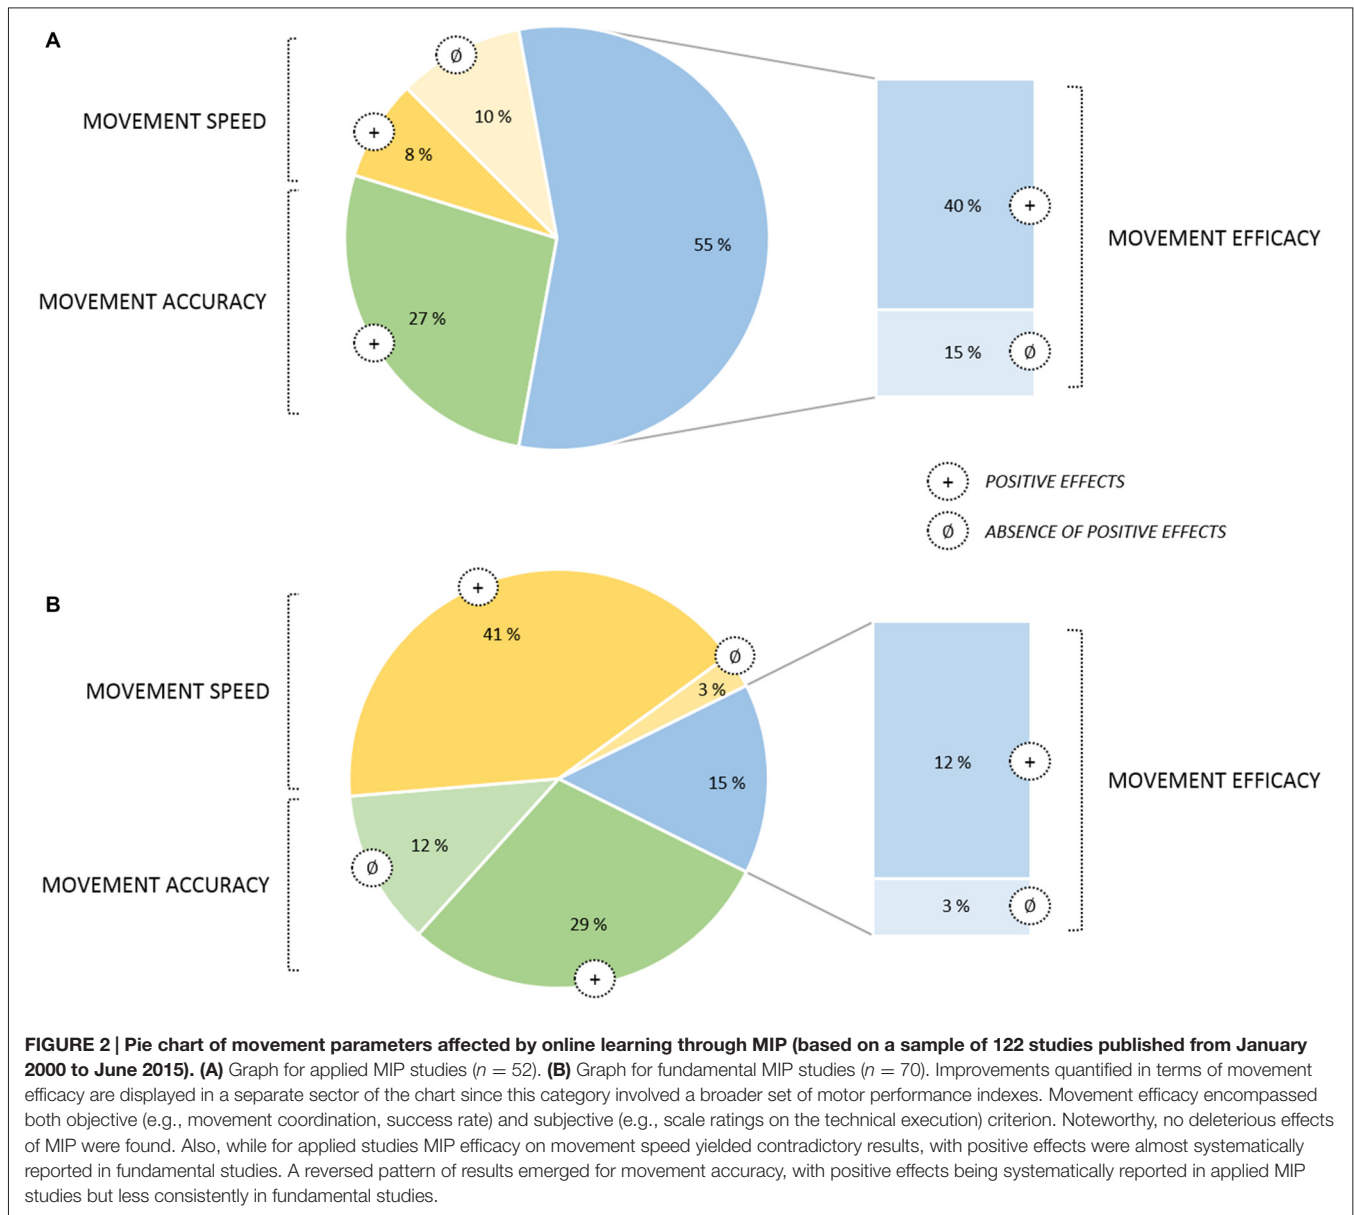 A
MOVEMENT SPEED
MOVEMENT ACCURACY
Ø
10 %
+
8 %
27 %
+
55 %
40 %
+
15 %
Ø
MOVEMENT EFFICACY
+ POSITIVE EFFECTS
Ø ABSENCE OF POSITIVE EFFECTS
B
MOVEMENT SPEED
MOVEMENT ACCURACY
+
41 %
Ø
3 %
15 %
12 %
Ø
29 %
+
12 %
+
3 %
Ø
MOVEMENT EFFICACY
FIGURE 2 | Pie chart of movement parameters affected by online learning through MIP (based on a sample of 122 studies published from January
2000 to June 2015). (A) Graph for applied MIP studies (n = 52). (B) Graph for fundamental MIP studies (n = 70). Improvements quantified in terms of movement
efficacy are displayed in a separate sector of the chart since this category involved a broader set of motor performance indexes. Movement efficacy encompassed
both objective (e.g., movement coordination, success rate) and subjective (e.g., scale ratings on the technical execution) criterion. Noteworthy, no deleterious effects
of MIP were found. Also, while for applied studies MIP efficacy on movement speed yielded contradictory results, with positive effects were almost systematically
reported in fundamental studies. A reversed pattern of results emerged for movement accuracy, with positive effects being systematically reported in applied MIP
studies but less consistently in fundamental studies.